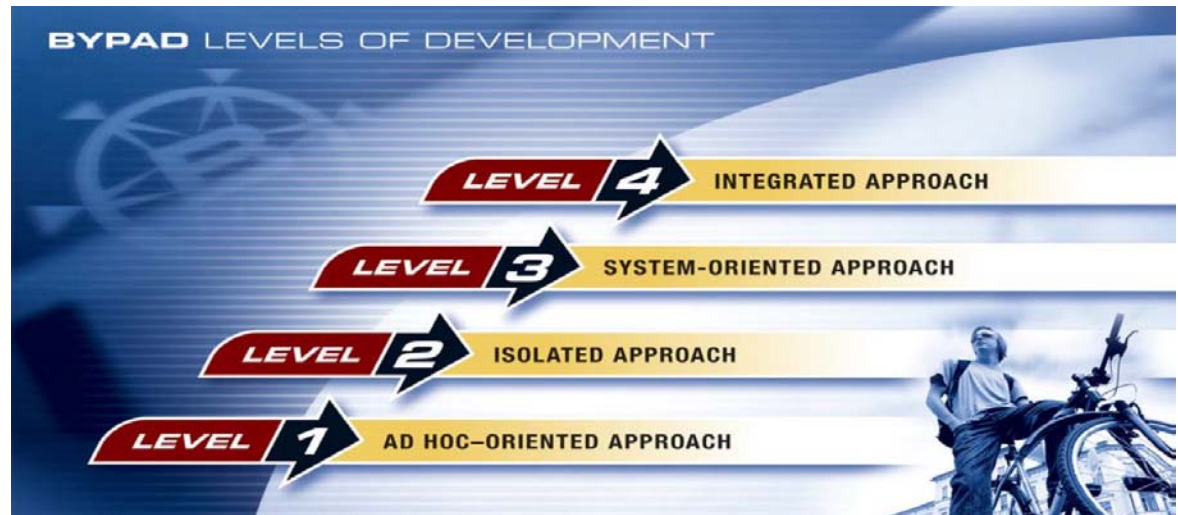 BYPAD LEVELS OF DEVELOPMENT
LEVEL 4 INTEGRATED APPROACH
LEVEL 3 SYSTEM-ORIENTED APPROACH
LEVEL 2 ISOLATED APPROACH
LEVEL 1 AD HOC–ORIENTED APPROACH